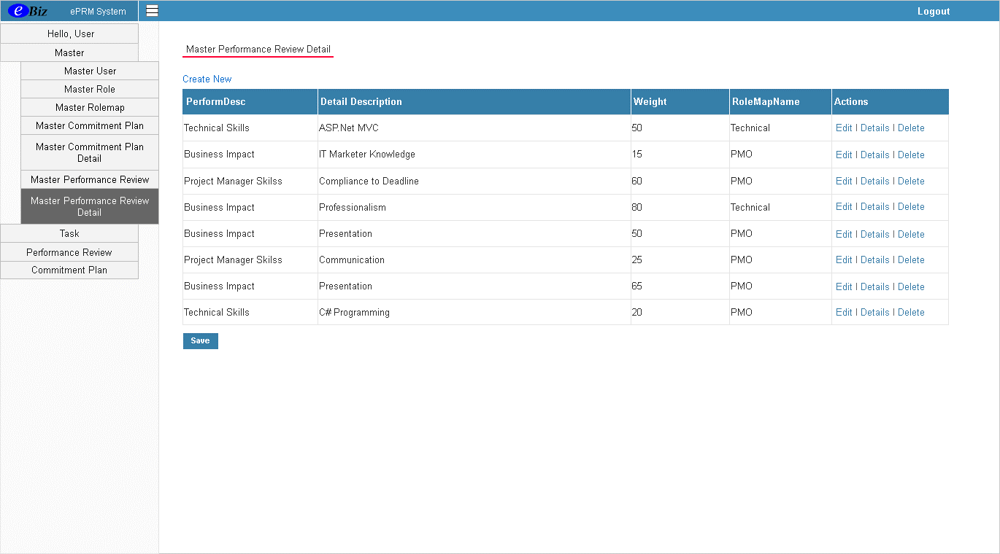 eBiz ePRM System Logout
Hello, User
Master
Master User
Master Role
Master Rolemap
Master Commitment Plan
Master Commitment Plan
Detail
Master Performance Review
Master Performance Review
Detail
Task
Performance Review
Commitment Plan
Master Performance Review Detail
Create New
PerformDesc Detail Description Weight RoleMapName Actions
Technical Skills ASP.Net MVC 50 Technical Edit | Details | Delete
Business Impact IT Marketer Knowledge 15 PMO Edit | Details | Delete
Project Manager Skilss Compliance to Deadline 60 PMO Edit | Details | Delete
Business Impact Professionalism 80 Technical Edit | Details | Delete
Business Impact Presentation 50 PMO Edit | Details | Delete
Project Manager Skilss Communication 25 PMO Edit | Details | Delete
Business Impact Presentation 65 PMO Edit | Details | Delete
Technical Skills C# Programming 20 PMO Edit | Details | Delete
Save